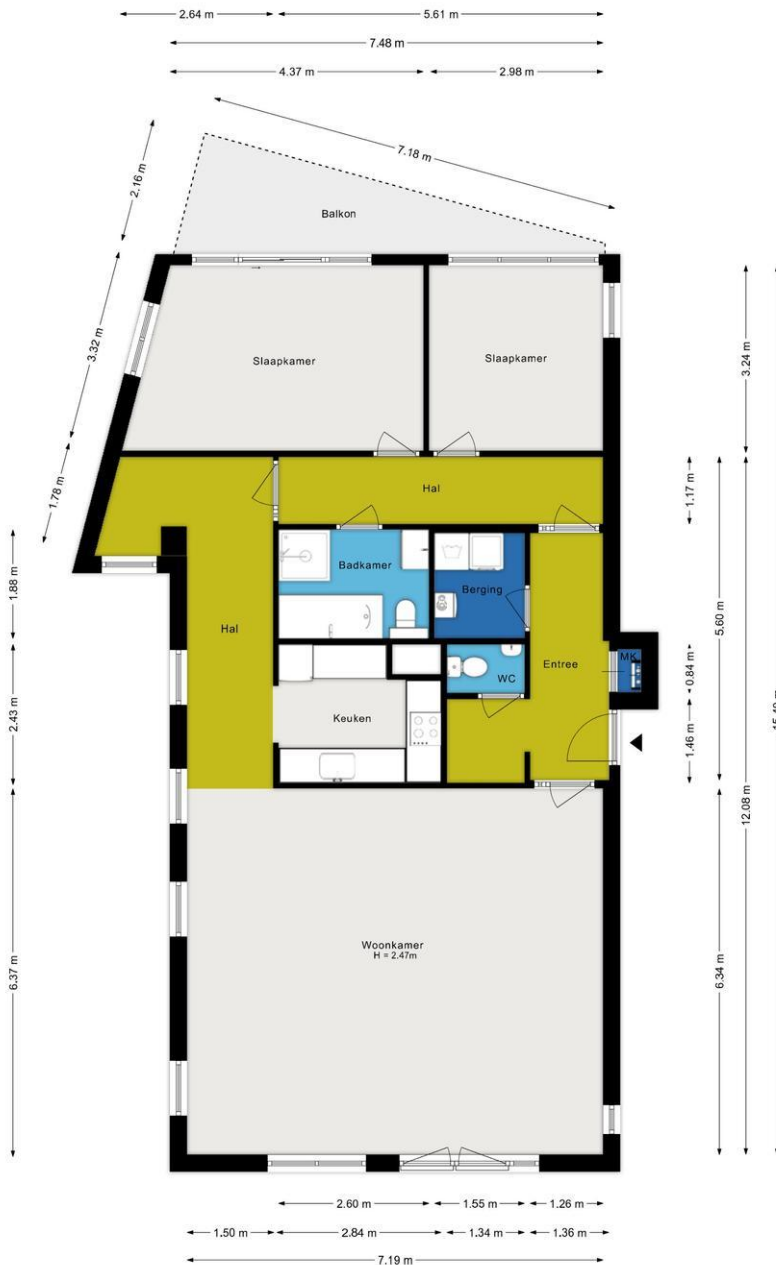 2.64 m
5.61 m
7.48 m
4.37 m
2.98 m
7.18 m
2.16 m
Balkon
3.32 m
Slaapkamer
Slaapkamer
3.24 m
1.78 m
Hal
1.17 m
1.88 m
Badkamer
Berging
Hal
5.60 m
Entree
MK
0.84 m
WC
2.43 m
Keuken
1.46 m
12.08 m
Woonkamer
H = 2.47m
6.37 m
6.34 m
2.60 m
1.55 m
1.26 m
1.50 m
2.84 m
1.34 m
1.36 m
7.19 m